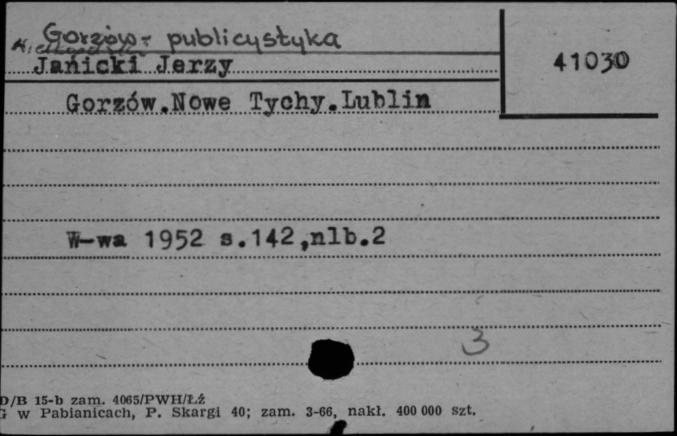 Gorzów - publicystyka
Janicki Jerzy
41030
Gorzów.Nowe Tychy.Lublin
W-wa 1952 s.142,nlb.2
3
D/B 15-b zam. 4065/PWH/Łź
G w Pabianicach, P. Skargi 40; zam. 3-66, nakł. 400 000 szt.